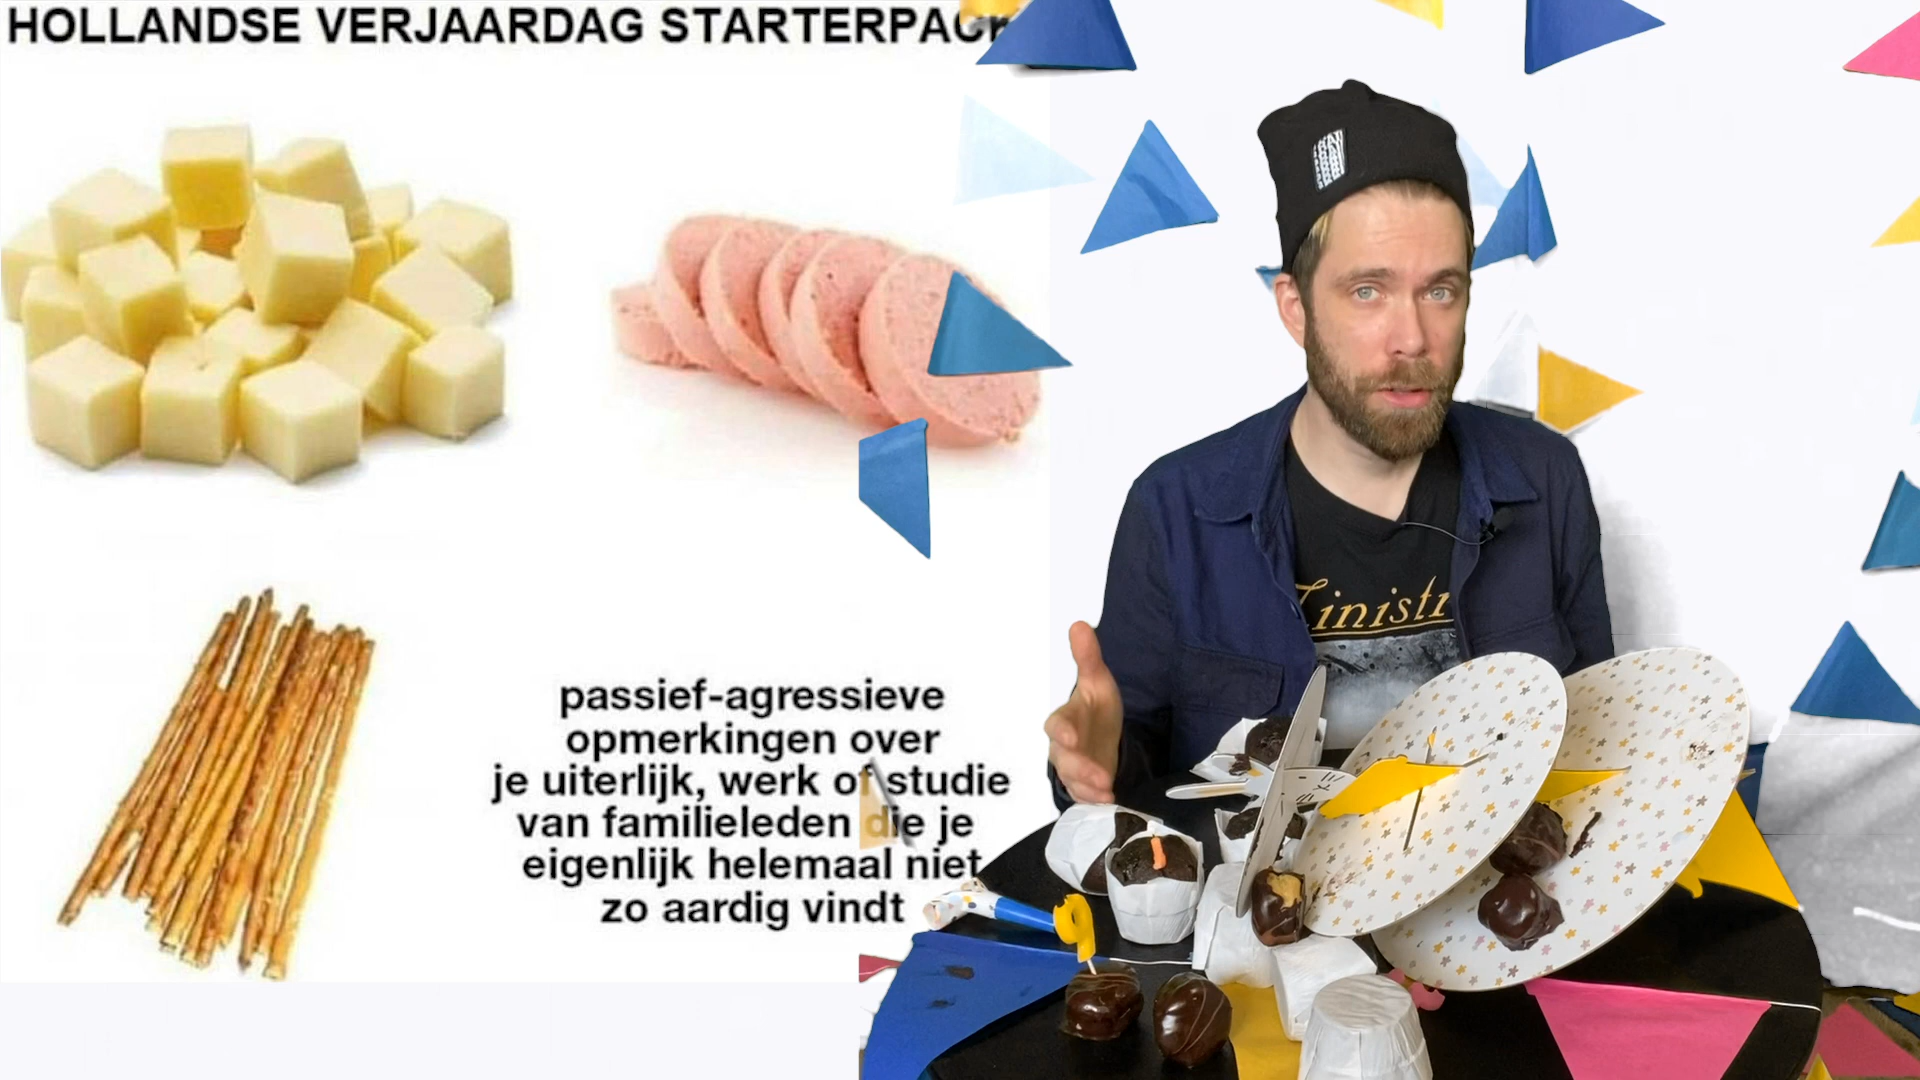 HOLLANDSE VERJAARDAG STARTERPACK
passief-agressieve
opmerkingen over
je uiterlijk, werk of studie
van familieleden die je
eigenlijk helemaal niet
zo aardig vindt